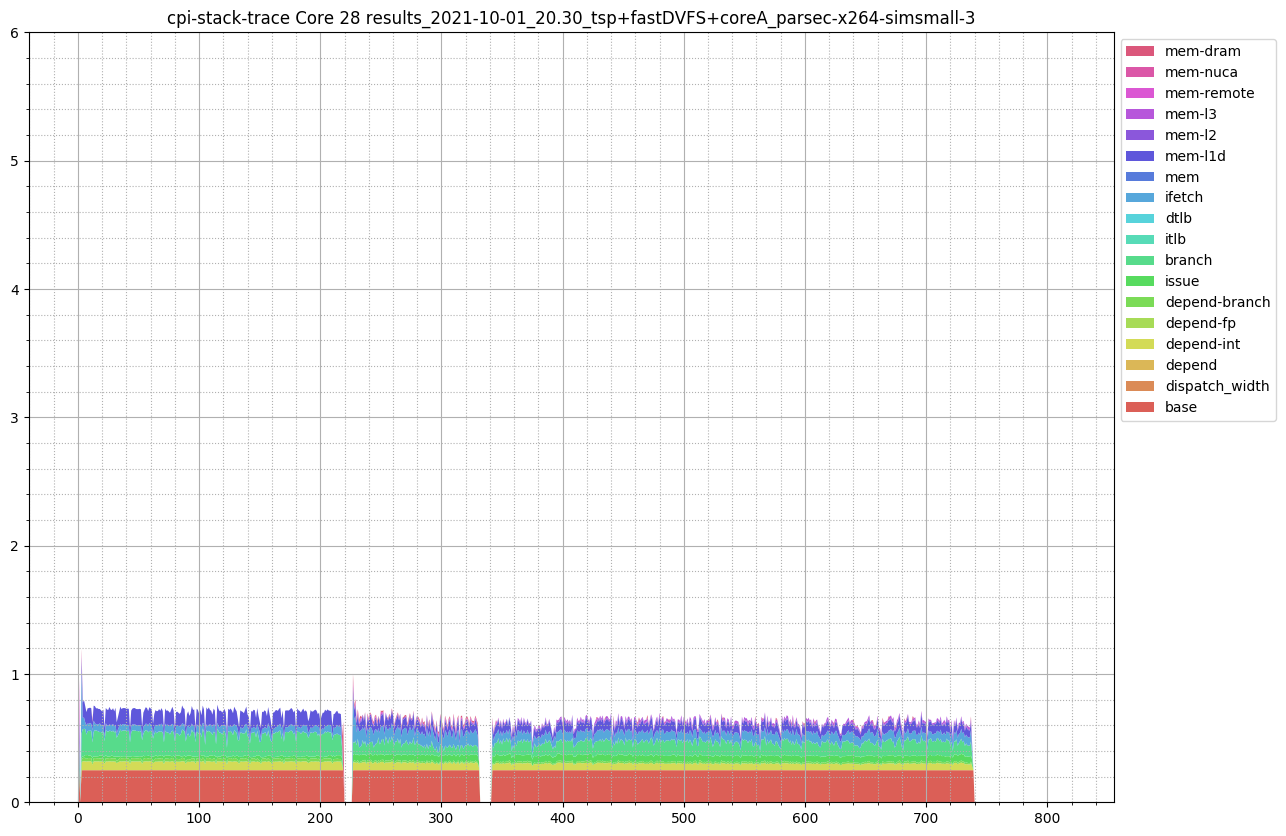 cpi-stack-trace Core 28 results_2021-10-01_20.30_tsp+fastDVFS+coreA_parsec-x264-simsmall-3
6
5
4
3
2
1
0
0 100 200 300 400 500 600 700 800
mem-dram
mem-nuca
mem-remote
mem-l3
mem-l2
mem-l1d
mem
ifetch
dtlb
itlb
branch
issue
depend-branch
depend-fp
depend-int
depend
dispatch_width
base